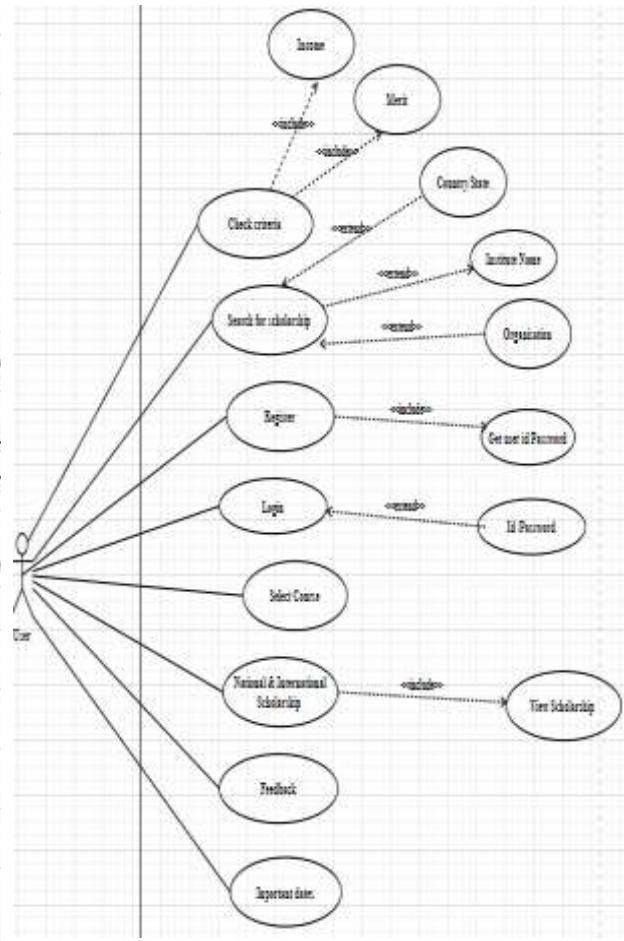 Income
Merit
«include»
«include»
Country State
Check criteria
«extend»
«extend»
Institute Name
Search for scholarship
«extend»
Organization
Register
«include»
Get user id Password
Login
«extend»
Id Password
User
Select Course
National & International
Scholarship
«include»
View Scholarship
Feedback
Important dates